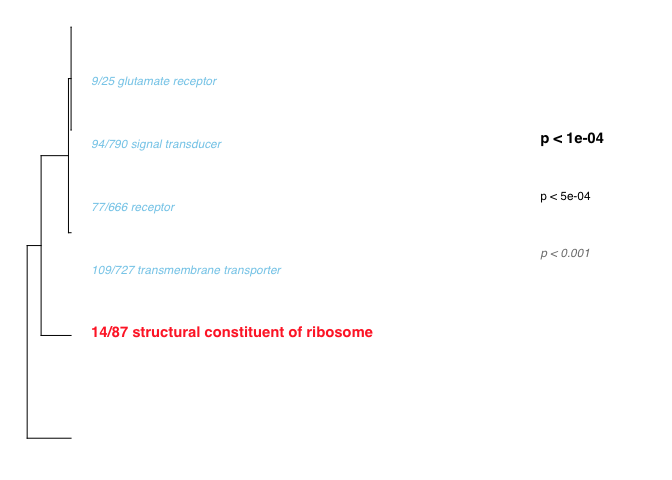 9/25 glutamate receptor
94/790 signal transducer
77/666 receptor
109/727 transmembrane transporter
14/87 structural constituent of ribosome
p < 1e-04
p < 5e-04
p < 0.001